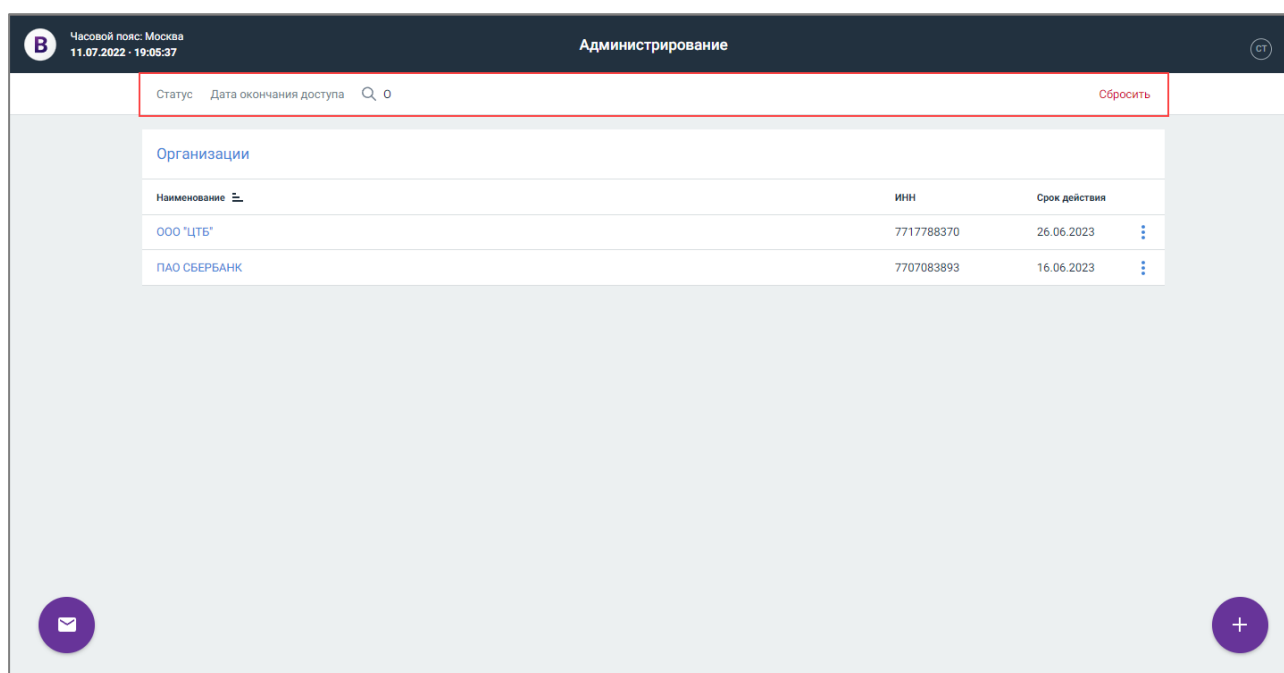 B
Часовой пояс: Москва
11.07.2022 · 19:05:37
Администрирование
СТ
Статус Дата окончания доступа О Сбросить
Организации
Наименование ИНН Срок действия
ООО "ЦТБ" 7717788370 26.06.2023
ПАО СБЕРБАНК 7707083893 16.06.2023